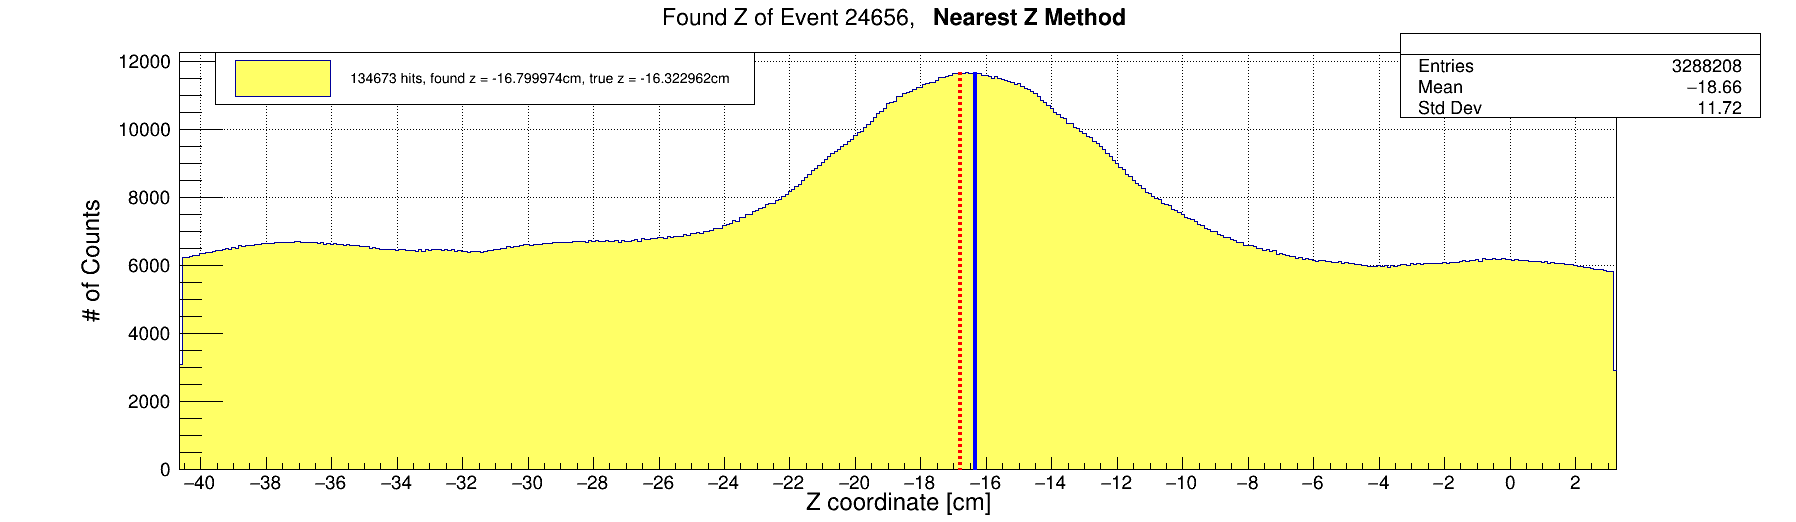 Found Z of Event 24656, Nearest Z Method
134673 hits, found z = -16.799974cm, true z = -16.322962cm
Entries 3288208
Mean −18.66
Std Dev 11.72
# of Counts
12000
10000
8000
6000
4000
2000
0
−40 −38 −36 −34 −32 −30 −28 −26 −24 −22 −20 −18 −16 −14 −12 −10 −8 −6 −4 −2 0 2
Z coordinate [cm]